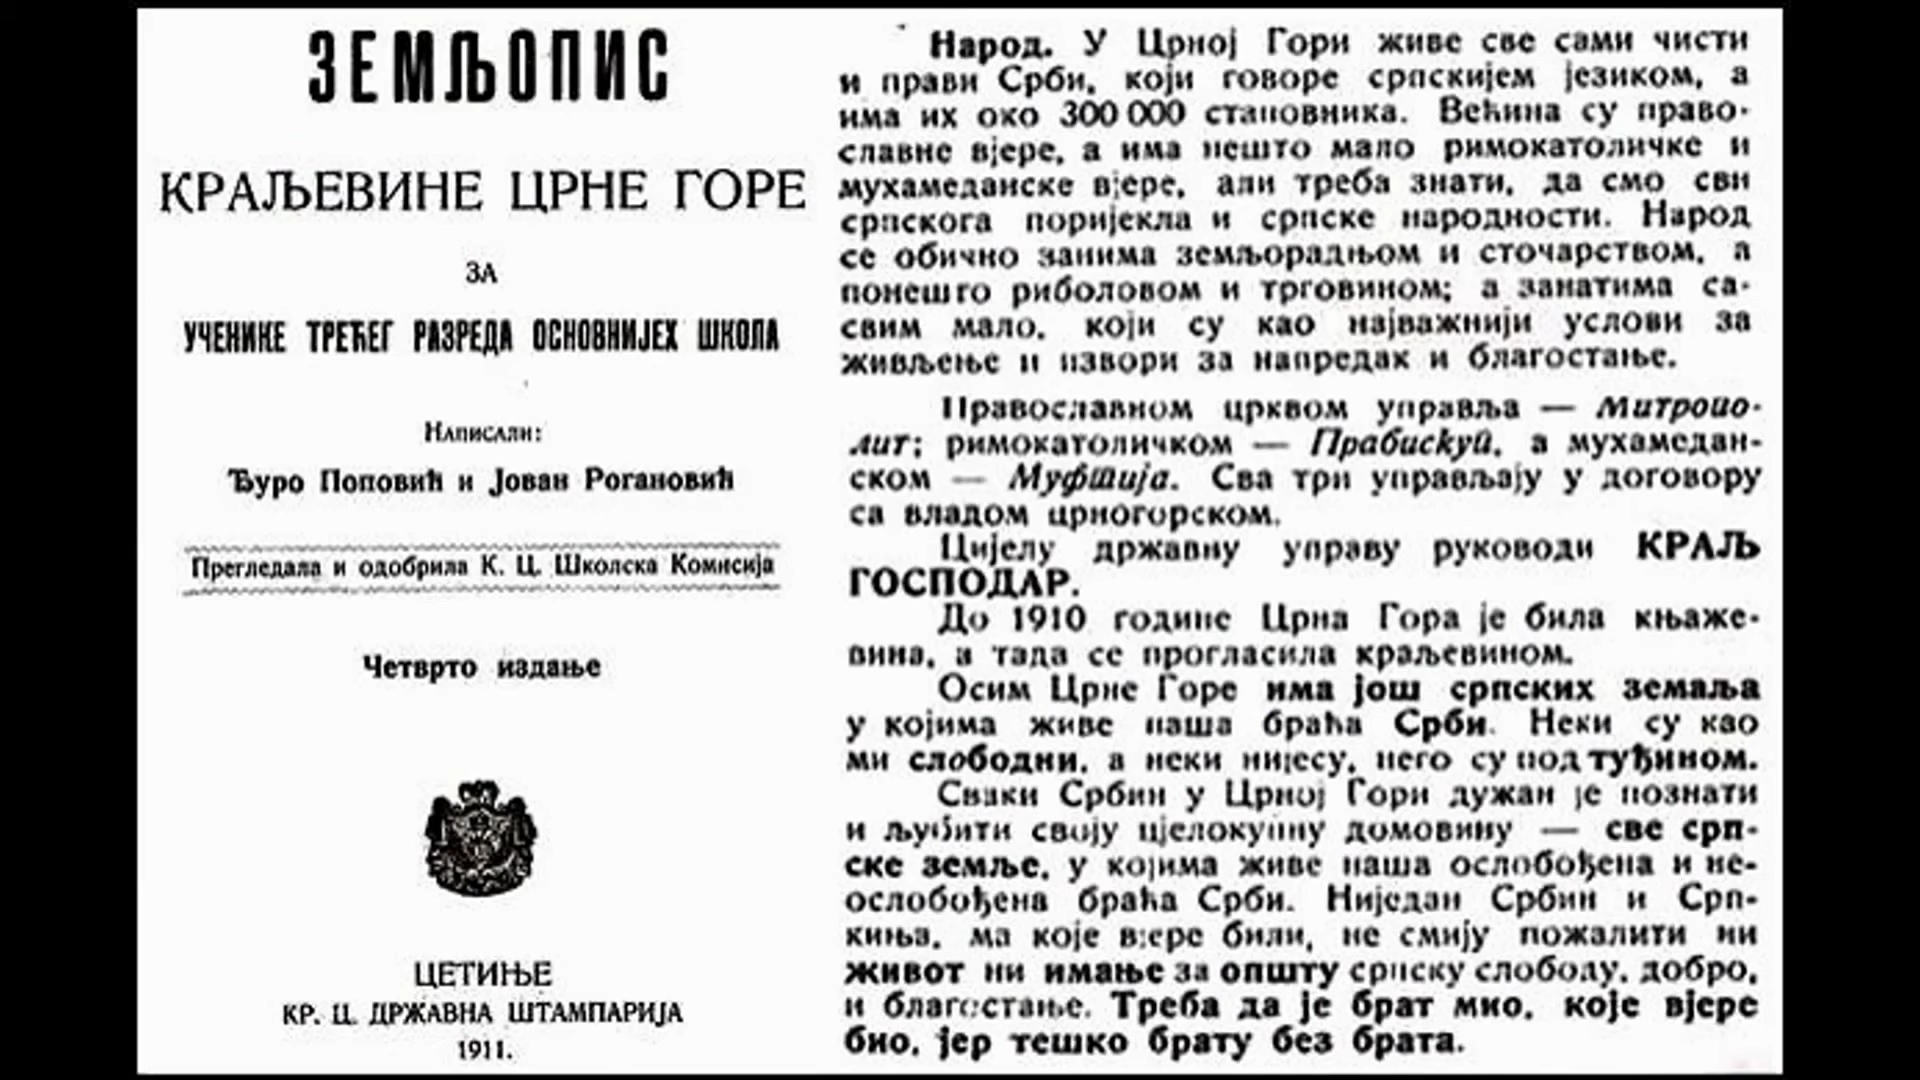 ЗЕМЉОПИС
КРАЉЕВИНЕ ЦРНЕ ГОРЕ
ЗА
УЧЕНИКЕ ТРЕЋЕГ РАЗРЕДА ОСНОВНИЈЕХ ШКОЛА
Написали:
Ђуро Поповић и Јован Рогановић
Прегледала и одобрила К. Ц. Школска Комисија
Четврто издање
ЦЕТИЊЕ
КР. Ц. ДРЖАВНА ШТАМПАРИЈА
1911.
Народ. У Црној Гори живе све сами чисти
и прави Срби, који говоре српскијем језиком, а
има их око 300 000 становника. Већина су право-
славне вјере, а има нешто мало римокатоличке и
мухамеданске вјере, али треба знати, да смо сви
српскога поријекла и српске народности. Народ
се обично занима земљорадњом и сточарством, а
понешто риболовом и трговином; а занатима са-
свим мало, који су као најважнији услови за
живљење и извори за напредак и благостање.
Православном црквом управља — Митропо-
лит; римокатоличком — Прабискуп, а мухамедан-
ском — Муфтија. Сва три управљају у договору
са владом црногорском.
Цијелу државну управу руководи КРАЉ
ГОСПОДАР.
До 1910 године Црна Гора је била књаже-
вина, а тада се прогласила краљевином.
Осим Црне Горе има још српских земаља
у којима живе наша браћа Срби. Неки су као
ми слободни, а неки нијесу, него су под туђином.
Сваки Србин у Црној Гори дужан је познати
и љубити своју цјелокупну домовину — све срп-
ске земље, у којима живе наша ослобођена и не-
ослобођена браћа Срби. Ниједан Србин и Срп-
киња, ма које вјере били, не смију пожалити ни
живот ни имање за општу српску слободу, добро,
и благостање. Треба да је брат мио, које вјере
био, јер тешко брату без брата.